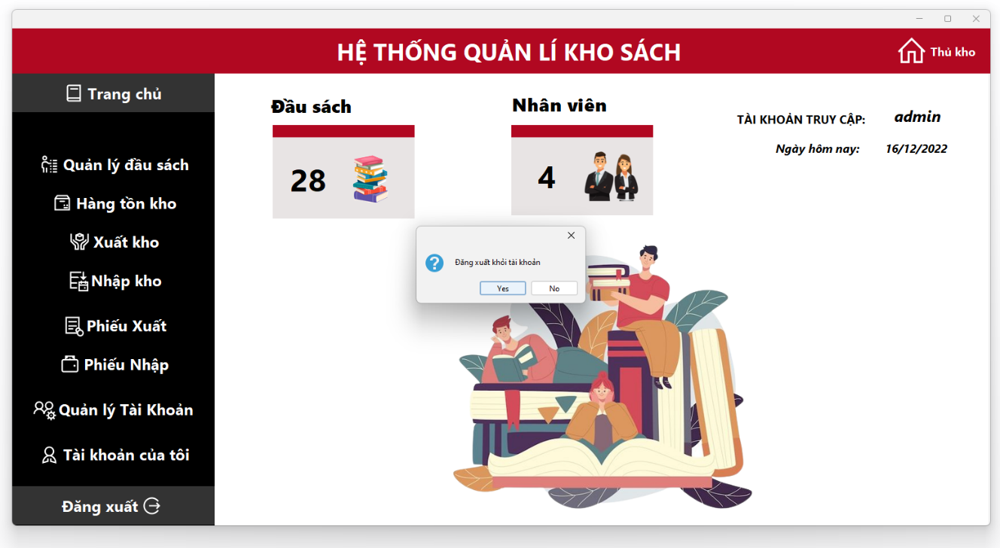 HỆ THỐNG QUẢN LÍ KHO SÁCH
Thủ kho
Trang chủ
Quản lý đầu sách
Hàng tồn kho
Xuất kho
Nhập kho
Phiếu Xuất
Phiếu Nhập
Quản lý Tài Khoản
Tài khoản của tôi
Đăng xuất
Đầu sách
28
Nhân viên
4
TÀI KHOẢN TRUY CẬP: admin
Ngày hôm nay: 16/12/2022
Đăng xuất khỏi tài khoản
Yes No